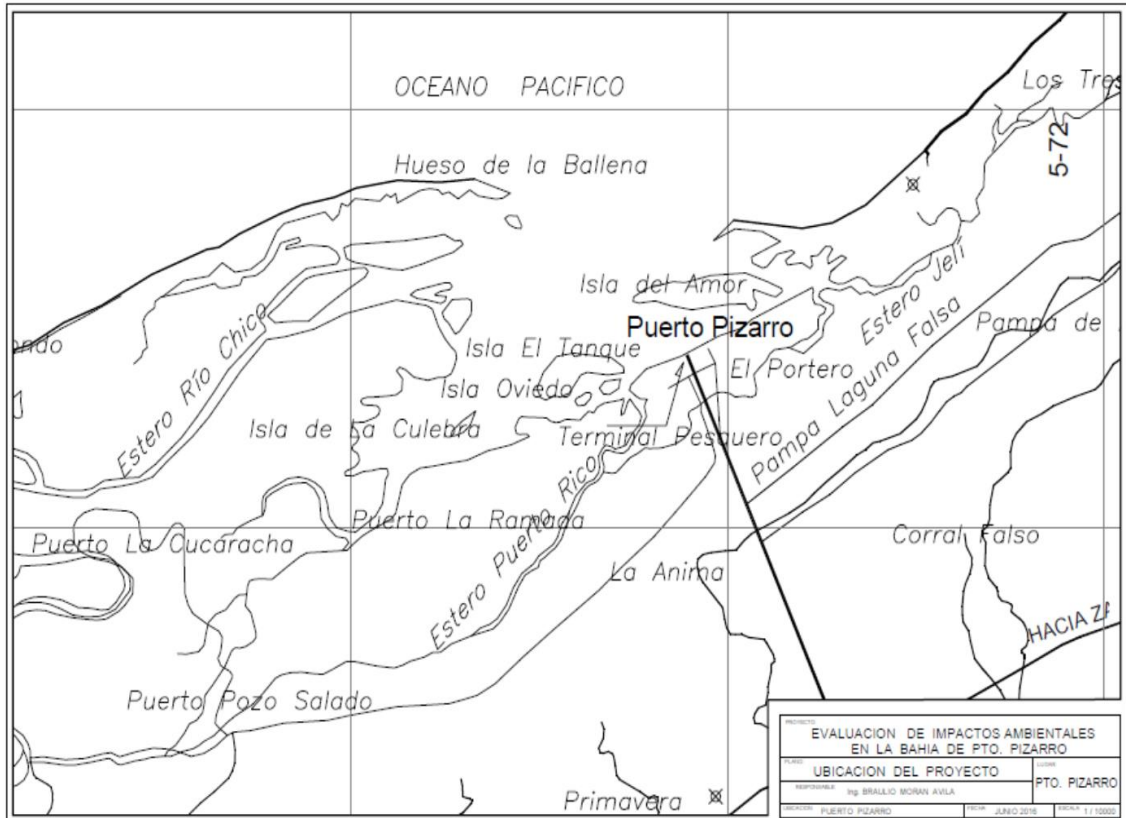 OCEANO PACIFICO
Los Tres
5-72
Hueso de la Ballena
Isla del Amor
Estero Jelí
Puerto Pizarro
Pampa de
Estero Río Chico
Isla El Tanque
Pampa Laguna Falsa
El Portero
Isla Oviedo
Isla de La Culebra
Terminal Pesquero
Estero Puerto Rico
Puerto La Ramada
Puerto La Cucaracha
Corral Falso
La Anima
HACIA
Puerto Pozo Salado
Primavera
PROYECTO
EVALUACION DE IMPACTOS AMBIENTALES
EN LA BAHIA DE PTO. PIZARRO
PLANO
UBICACION DEL PROYECTO
LUGAR
PTO. PIZARRO
RESPONSABLE
Ing. BRAULIO MORAN AVILA
UBICACION PUERTO PIZARRO
FECHA JUNIO 2016
ESCALA 1 / 10000